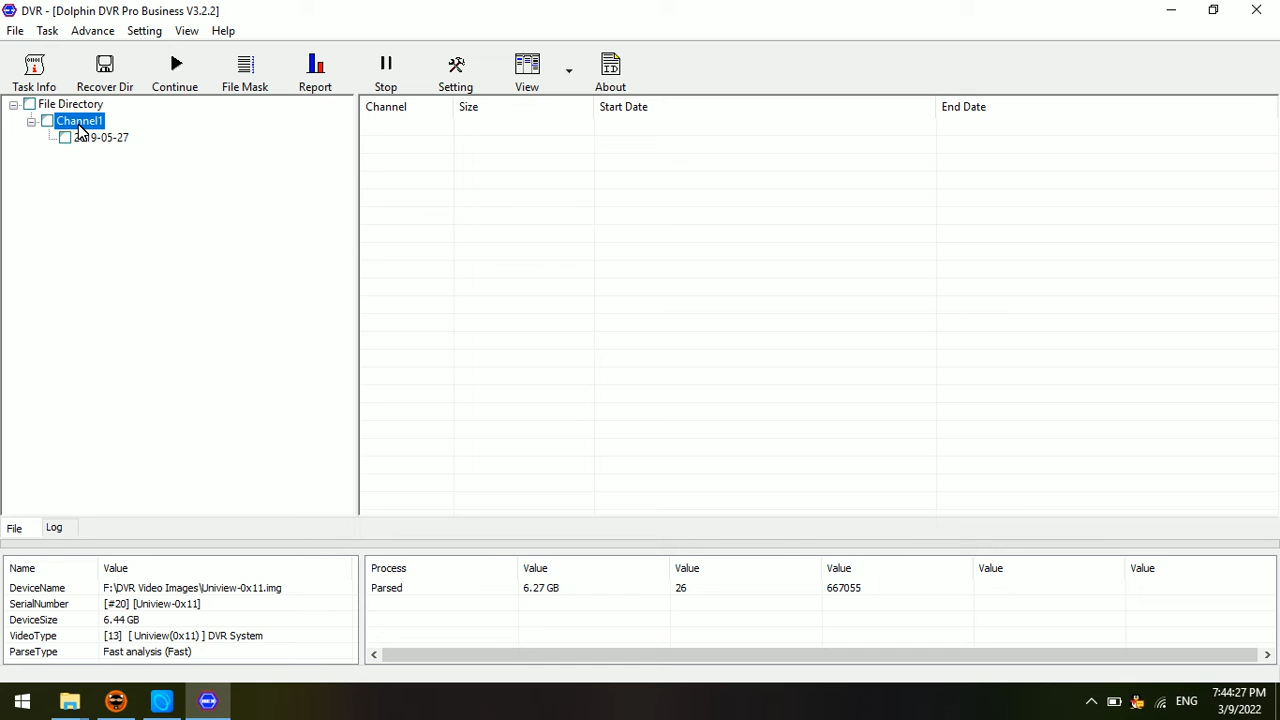 DVR - [Dolphin DVR Pro Business V3.2.2]
File Task Advance Setting View Help
Task Info Recover Dir Continue File Mask Report Stop Setting View About
File Directory
Channel1
Channel Size Start Date End Date
File Log
Name Value
DeviceName F:\DVR Video Images\Uniview-0x11.img
SerialNumber [#20] [Uniview-0x11]
DeviceSize 6.44 GB
VideoType [13] [ Uniview(0x11) ] DVR System
ParseType Fast analysis (Fast)
Process Value Value Value Value Value
Parsed 6.27 GB 26 667055
ENG
7:44:27 PM
3/9/2022